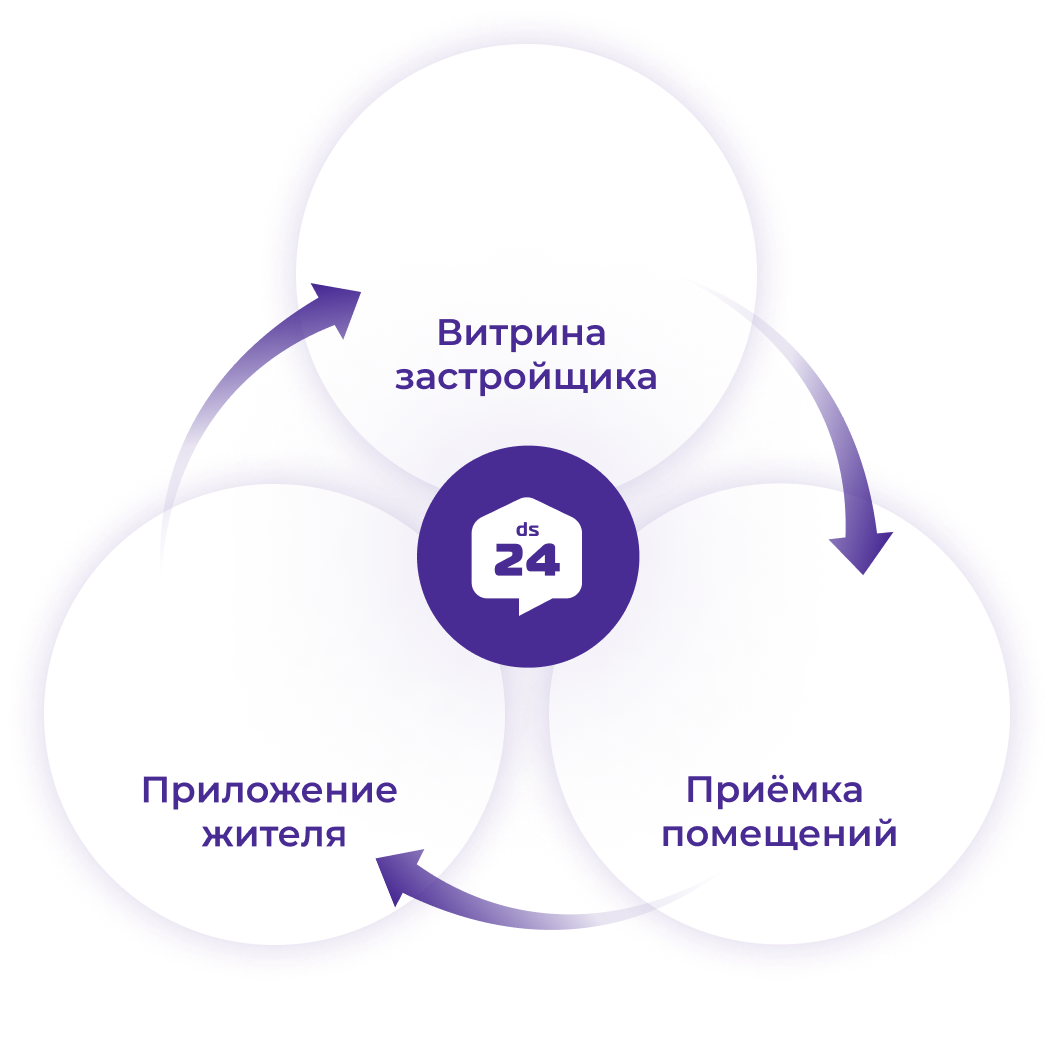 Витрина
застройщика
ds
24
Приложение
жителя
Приёмка
помещений